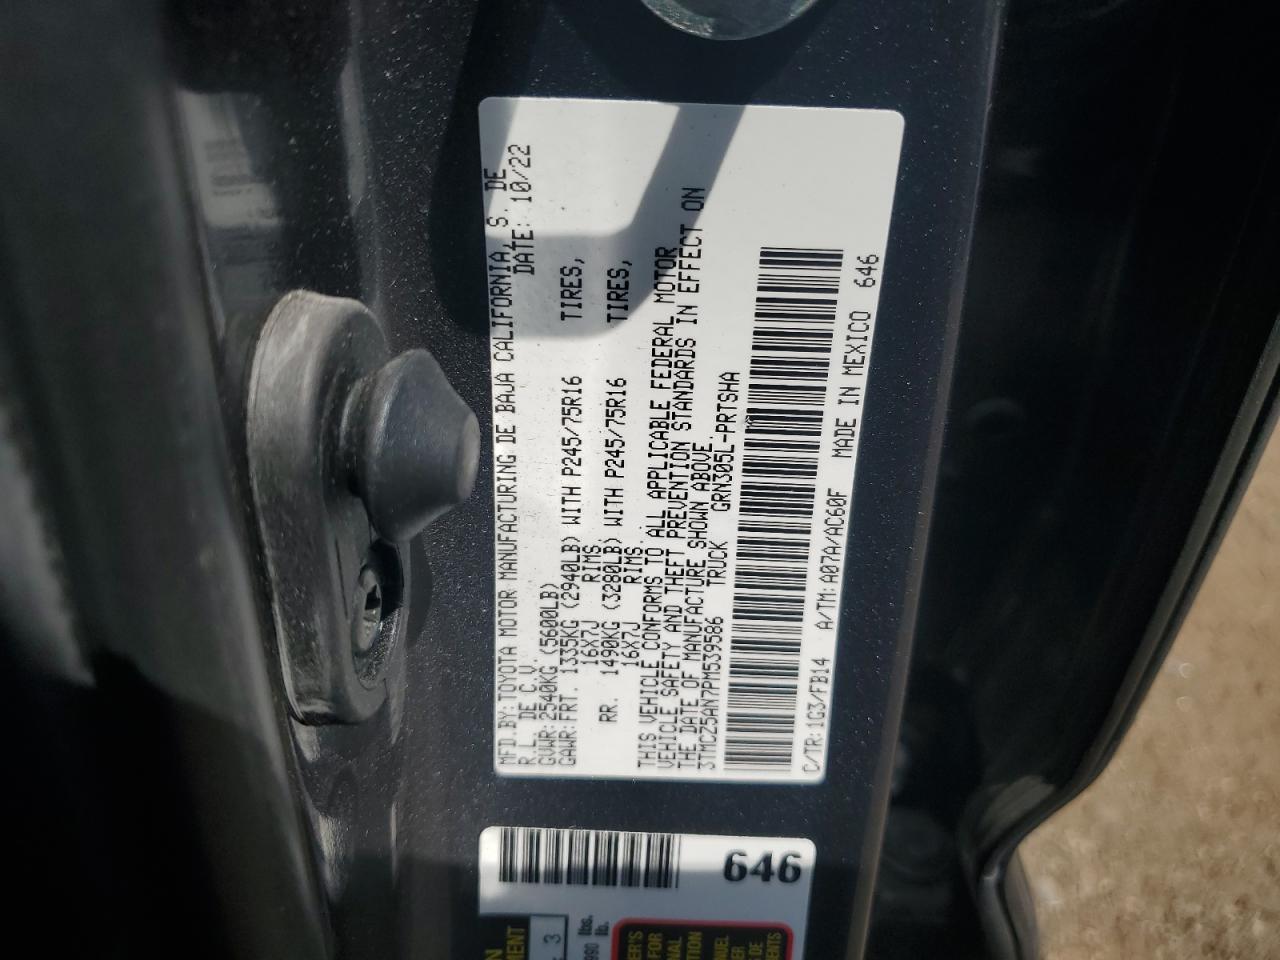 MFD.BY:TOYOTA MOTOR MANUFACTURING DE BAJA CALIFORNIA, S. DE
R.L. DE C.V. DATE: 10/22
GVWR:2540KG (5600LB)
GAWR:FRT. 1335KG (2940LB) WITH P245/75R16 TIRES,
16X7J RIMS
RR. 1490KG (3280LB) WITH P245/75R16 TIRES,
16X7J RIMS.
THIS VEHICLE CONFORMS TO ALL APPLICABLE FEDERAL MOTOR
VEHICLE SAFETY AND THEFT PREVENTION STANDARDS IN EFFECT ON
THE DATE OF MANUFACTURE SHOWN ABOVE.
3TMCZ5AN7PM539586 TRUCK GRN305L-PRTSHA
C/TR:1G3/FB14 A/TM:A07A/AC60F MADE IN MEXICO 646
646
3
lbs.
lb.